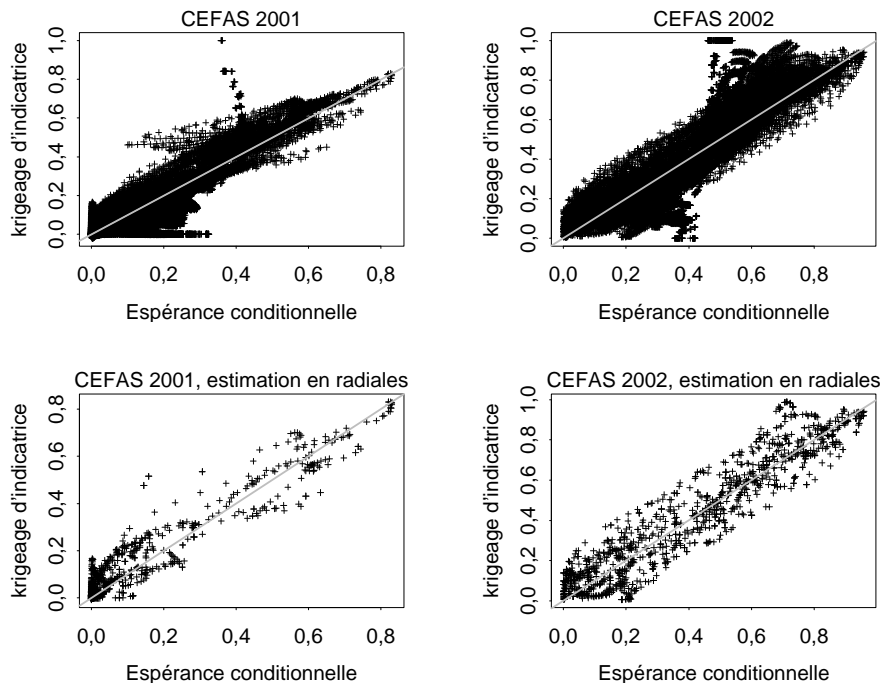 CEFAS 2001
krigeage d'indicatrice
0,0 0,2 0,4 0,6 0,8 1,0
0,0 0,2 0,4 0,6 0,8
Espérance conditionnelle
CEFAS 2002
krigeage d'indicatrice
0,0 0,2 0,4 0,6 0,8 1,0
0,0 0,2 0,4 0,6 0,8
Espérance conditionnelle
CEFAS 2001, estimation en radiales
krigeage d'indicatrice
0,0 0,2 0,4 0,6 0,8
0,0 0,2 0,4 0,6 0,8
Espérance conditionnelle
CEFAS 2002, estimation en radiales
krigeage d'indicatrice
0,0 0,2 0,4 0,6 0,8 1,0
0,0 0,2 0,4 0,6 0,8
Espérance conditionnelle